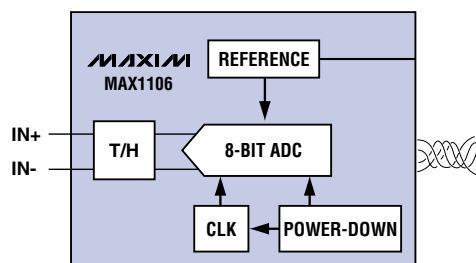 MAXIM
MAX1106
REFERENCE
IN+
IN-
T/H
8-BIT ADC
CLK
POWER-DOWN